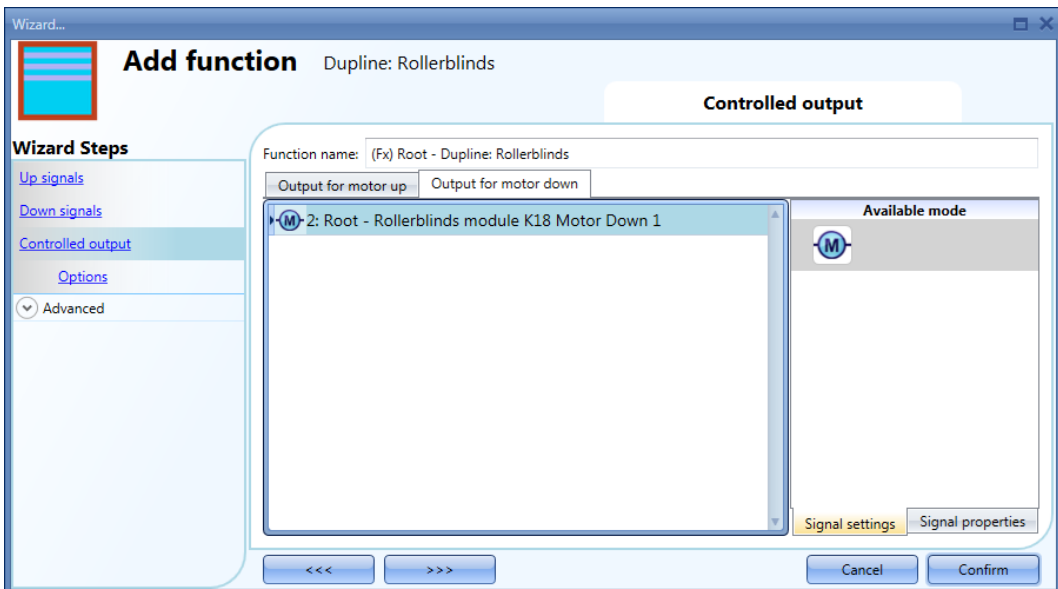 Wizard...
Add function Dupline: Rollerblinds
Controlled output
Wizard Steps
Up signals
Down signals
Controlled output
Options
Advanced
Function name: (Fx) Root - Dupline: Rollerblinds
Output for motor up Output for motor down
M 2: Root - Rollerblinds module K18 Motor Down 1
Available mode
M
Signal settings Signal properties
<<< >>> Cancel Confirm